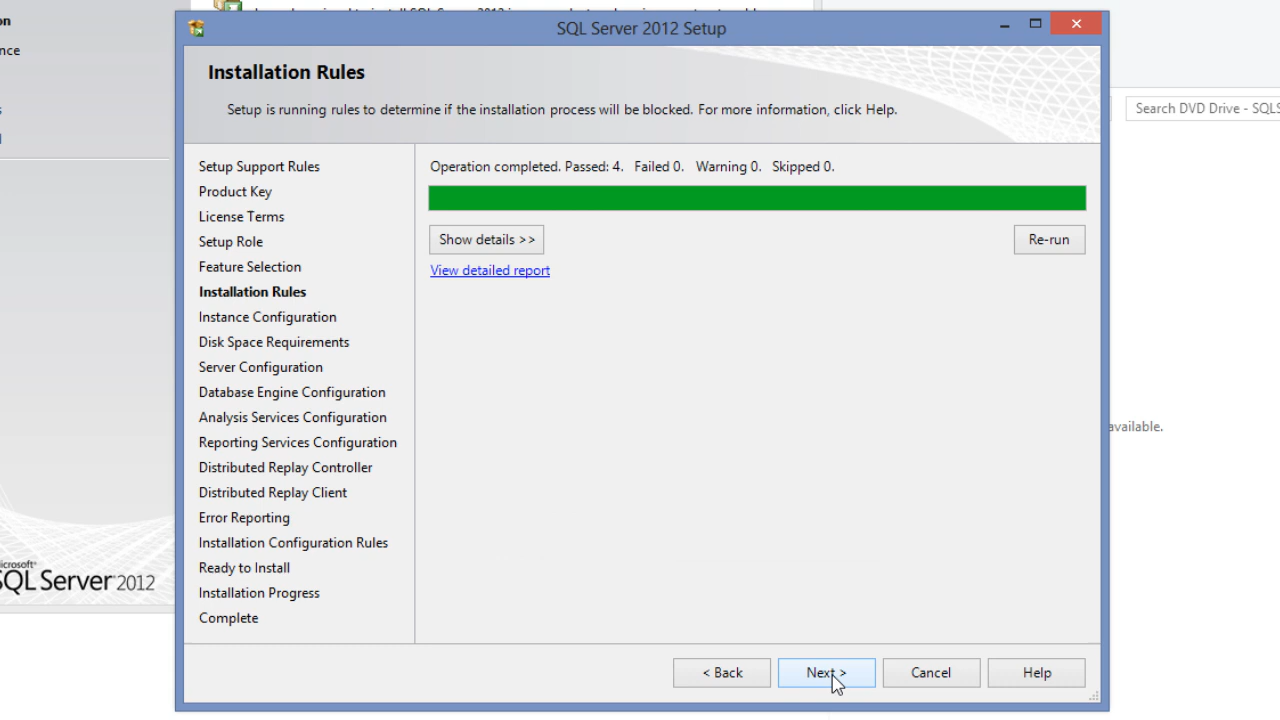 SQL Server 2012 Setup
Installation Rules
Setup is running rules to determine if the installation process will be blocked. For more information, click Help.
Setup Support Rules
Product Key
License Terms
Setup Role
Feature Selection
Installation Rules
Instance Configuration
Disk Space Requirements
Server Configuration
Database Engine Configuration
Analysis Services Configuration
Reporting Services Configuration
Distributed Replay Controller
Distributed Replay Client
Error Reporting
Installation Configuration Rules
Ready to Install
Installation Progress
Complete
Operation completed. Passed: 4. Failed 0. Warning 0. Skipped 0.
Show details >>
Re-run
View detailed report
< Back
Next >
Cancel
Help
Search DVD Drive - SQLS
available.
SQL Server 2012